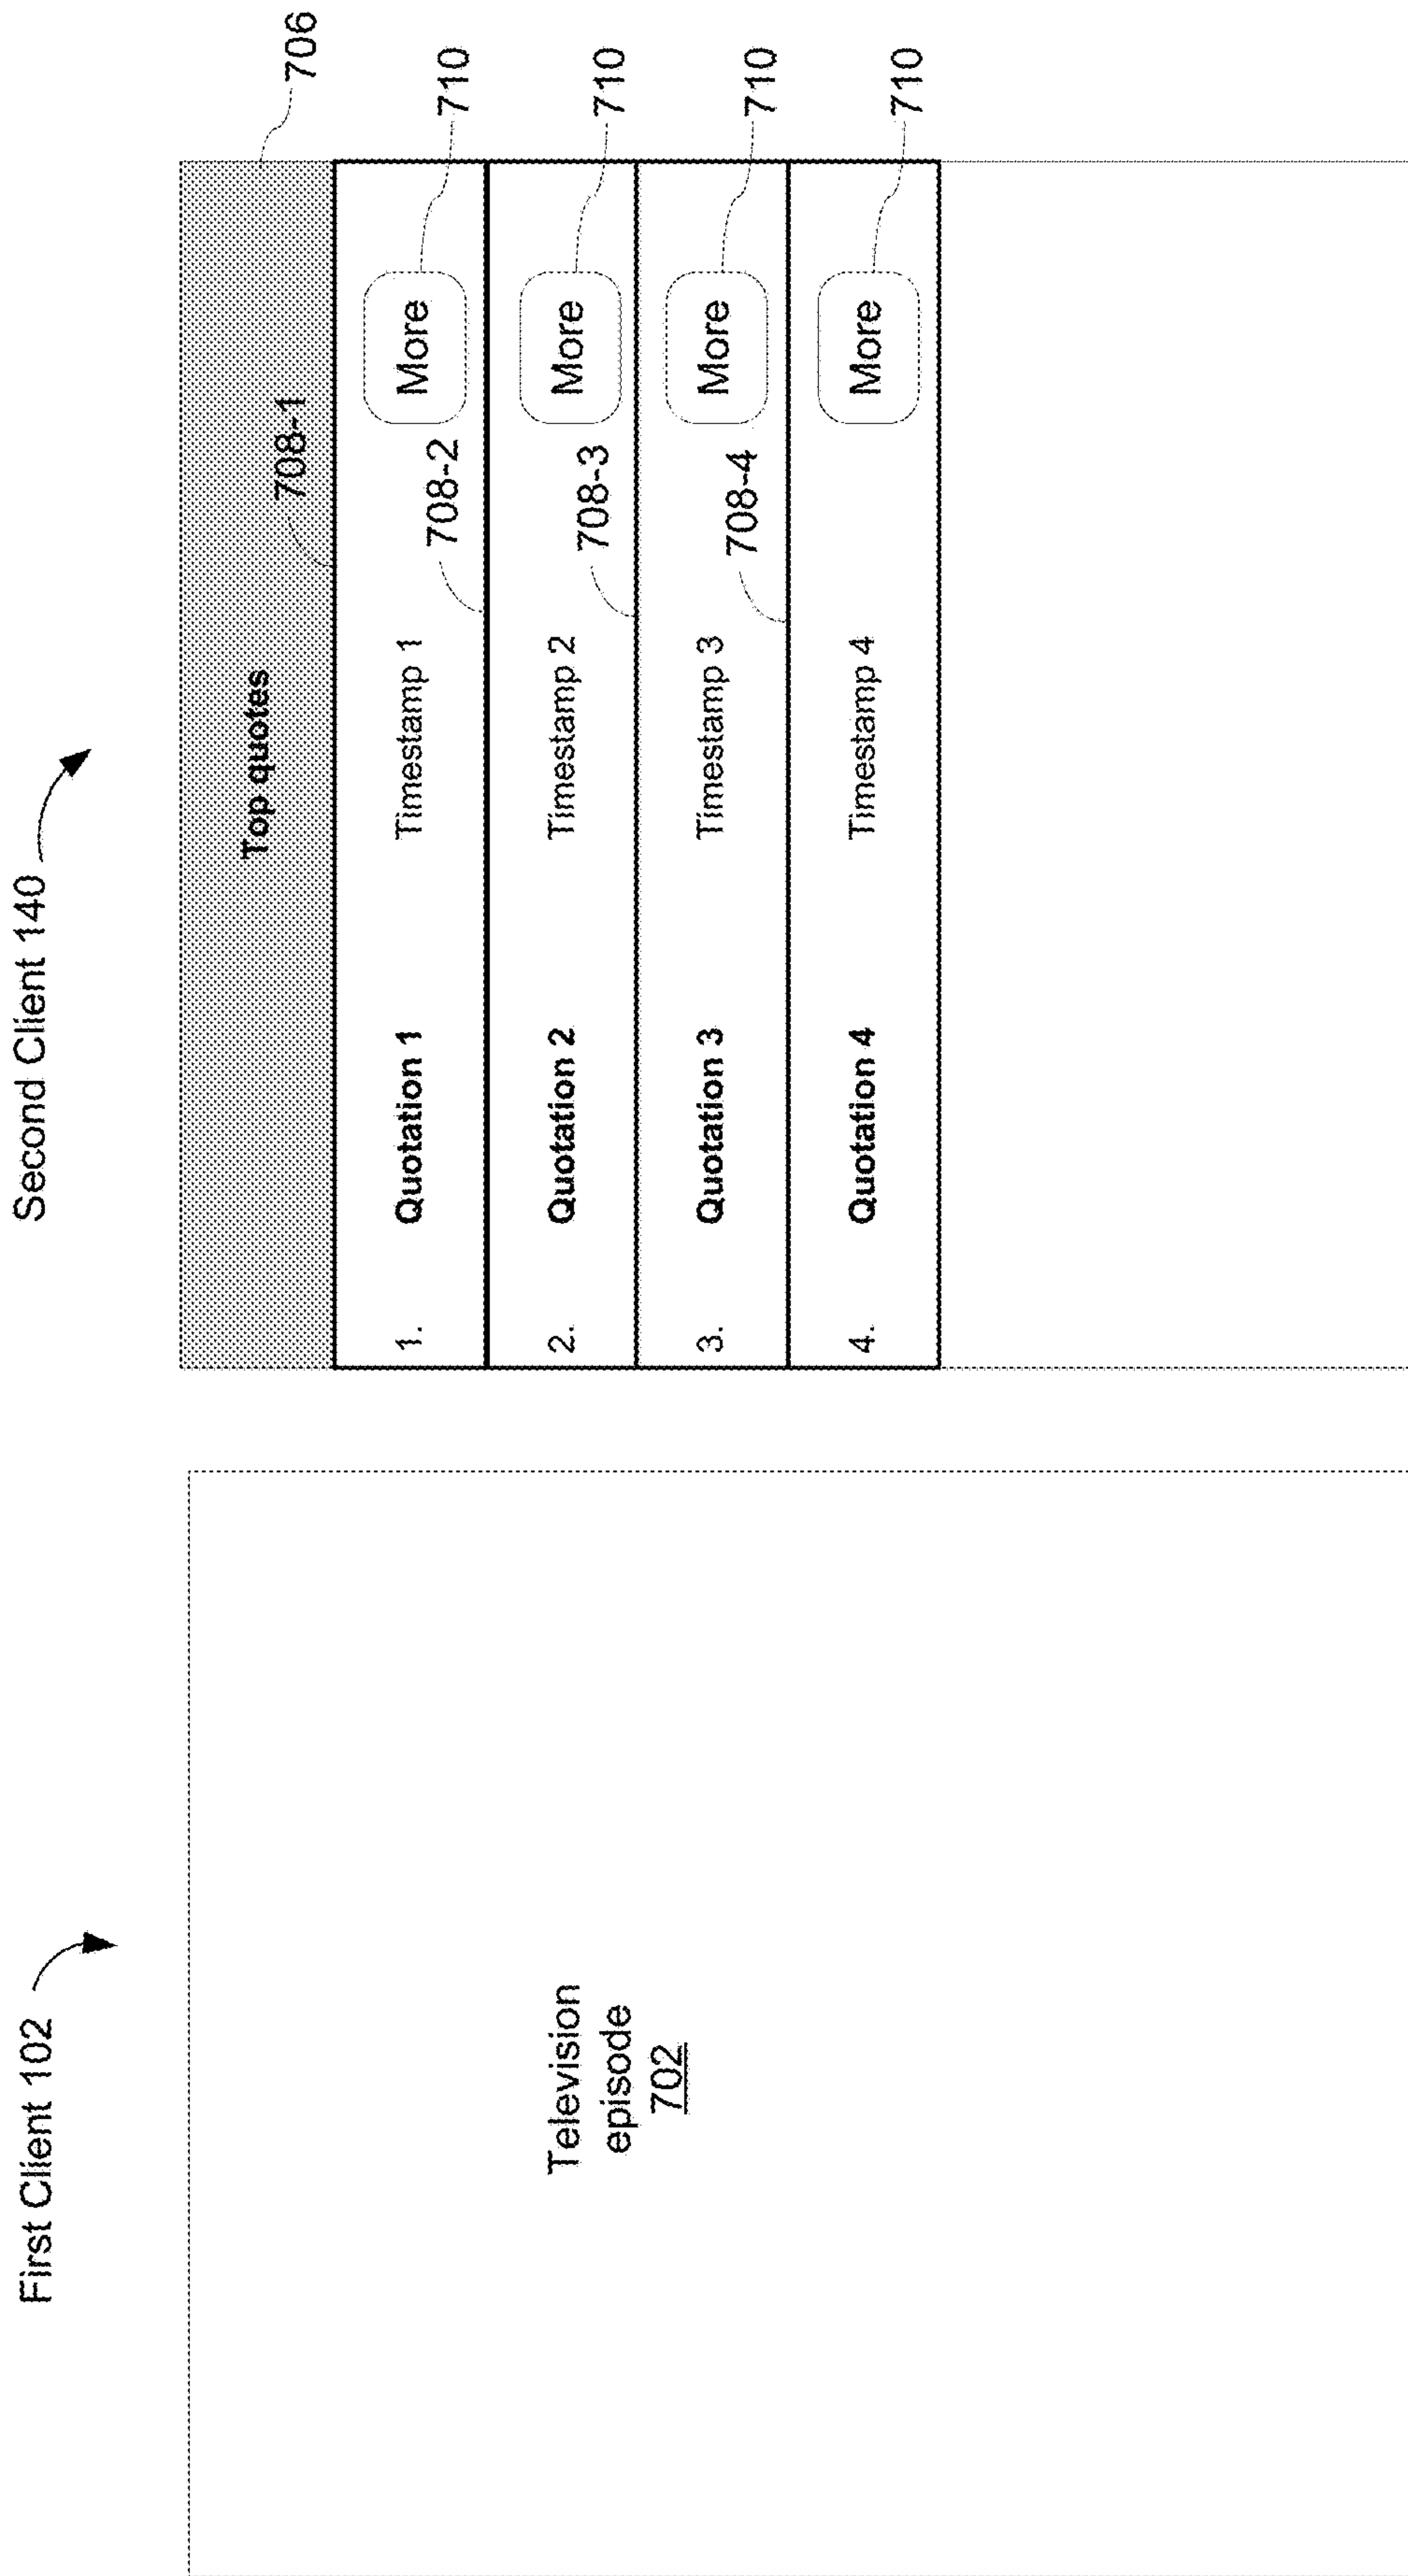 First Client 102
Television
episode
702
Second Client 140
706
Top quotes
708-1
1. Quotation 1 Timestamp 1 More 710
708-2
2. Quotation 2 Timestamp 2 More 710
708-3
3. Quotation 3 Timestamp 3 More 710
708-4
4. Quotation 4 Timestamp 4 More 710